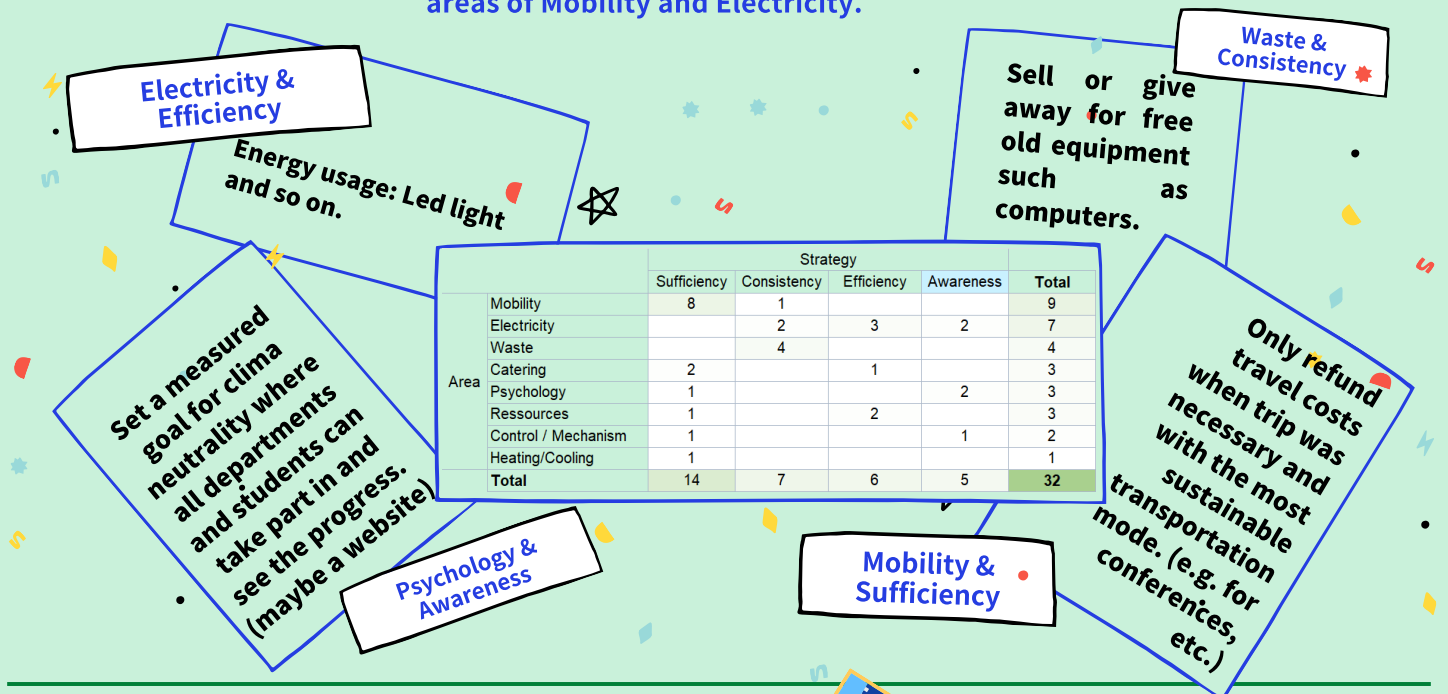 areas of Mobility and Electricity.
Electricity &
Efficiency
Energy usage: Led light
and so on.
Waste &
Consistency
Sell or give
away for free
old equipment
such as
computers.
Strategy
Sufficiency Consistency Efficiency Awareness Total
Area
Mobility 8 1 9
Electricity 2 3 2 7
Waste 4 4
Catering 2 1 3
Psychology 1 2 3
Ressources 1 2 3
Control / Mechanism 1 1 2
Heating/Cooling 1 1
Total 14 7 6 5 32
Set a measured
goal for clima
neutrality where
all departments
and students can
take part in and
see the progress.
(maybe a website)
Psychology &
Awareness
Only refund
travel costs
when trip was
necessary and
with the most
sustainable
transportation
mode. (e.g. for
conferences,
etc.)
Mobility &
Sufficiency